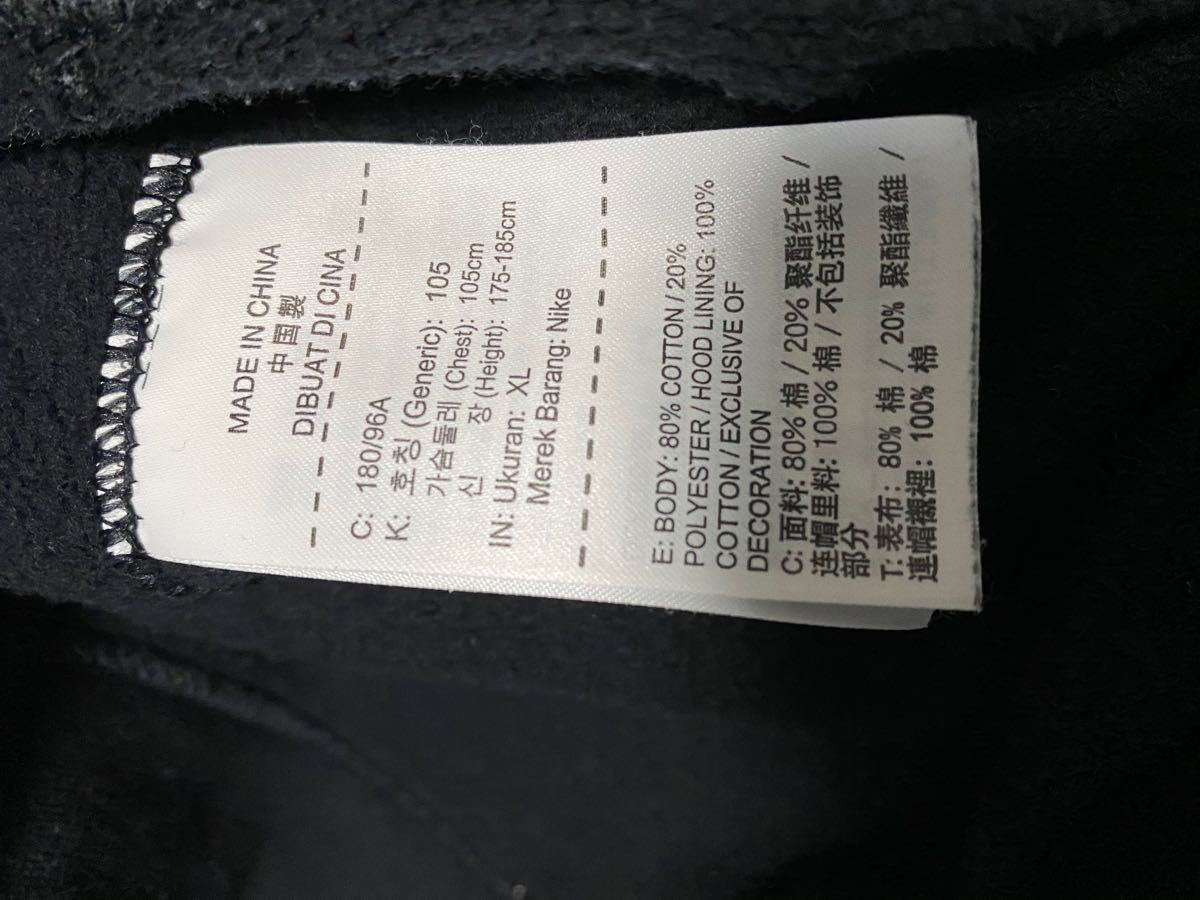 MADE IN CHINA
中国製
DIBUAT DI CINA
C: 180/96A
K: 호칭 (Generic): 105
가슴둘레 (Chest): 105cm
신 장 (Height): 175-185cm
IN: Ukuran: XL
Merek Barang: Nike
E: BODY: 80% COTTON / 20%
POLYESTER / HOOD LINING: 100%
COTTON / EXCLUSIVE OF
DECORATION
C: 面料: 80% 棉 / 20% 聚酯纤维 /
连帽里料: 100% 棉 / 不包括装饰
部分
T: 表布: 80% 棉 / 20% 聚酯纖維 /
連帽襯裡: 100% 棉